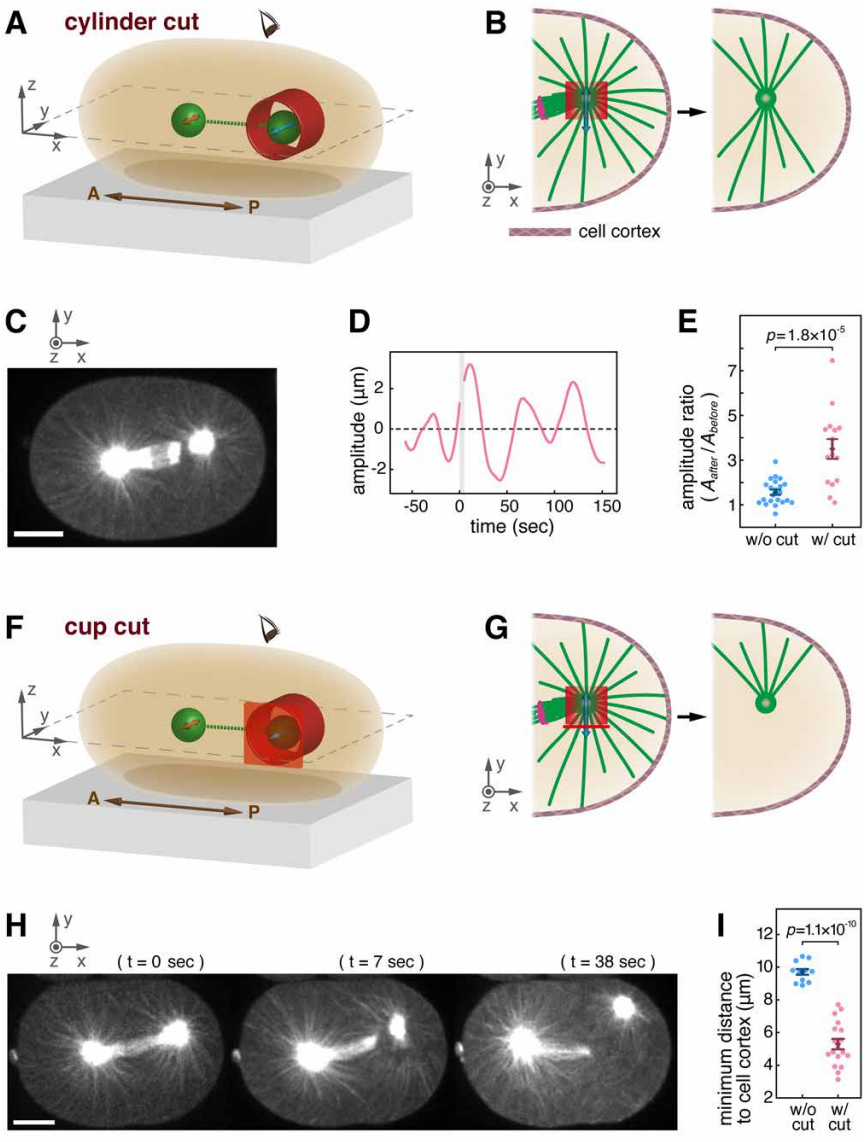 A cylinder cut
z
y
x
A P
B
y
z x
cell cortex
C
y
z x
D
amplitude (μm)
2
0
-2
-50 0 50 100 150
time (sec)
E
p=1.8×10-5
amplitude ratio
( Aafter / Abefore )
7
5
3
1
w/o cut w/ cut
F cup cut
z
y
x
A P
G
y
z x
H
y
z x
( t = 0 sec ) ( t = 7 sec ) ( t = 38 sec )
I
p=1.1×10-10
minimum distance
to cell cortex (μm)
12
10
8
6
4
2
w/o w/
cut cut